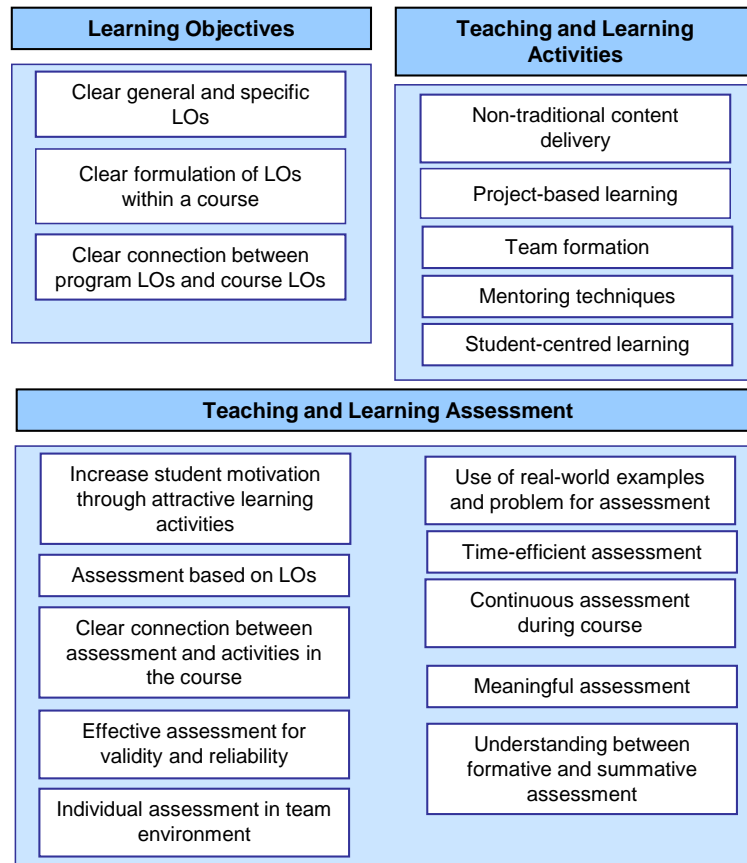 Learning Objectives
Clear general and specific
LOs
Clear formulation of LOs
within a course
Clear connection between
program LOs and course LOs
Teaching and Learning
Activities
Non-traditional content
delivery
Project-based learning
Team formation
Mentoring techniques
Student-centred learning
Teaching and Learning Assessment
Increase student motivation
through attractive learning
activities
Assessment based on LOs
Clear connection between
assessment and activities in
the course
Effective assessment for
validity and reliability
Individual assessment in team
environment
Use of real-world examples
and problem for assessment
Time-efficient assessment
Continuous assessment
during course
Meaningful assessment
Understanding between
formative and summative
assessment